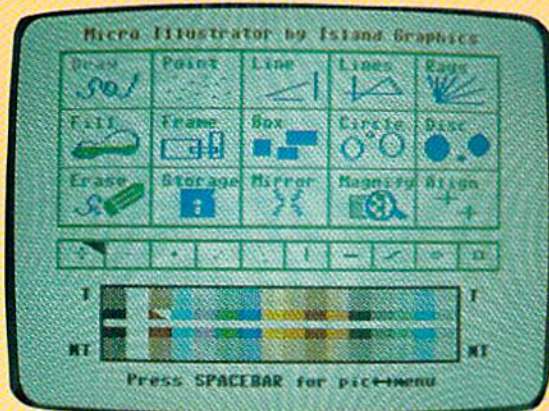 Micro Illustrator by Island Graphics
Draw Point Line Lines Rays
Fill Frame Box Circle Disc
Erase Storage Mirror Magnify Align
T T
NT NT
Press SPACEBAR for pic↔menu